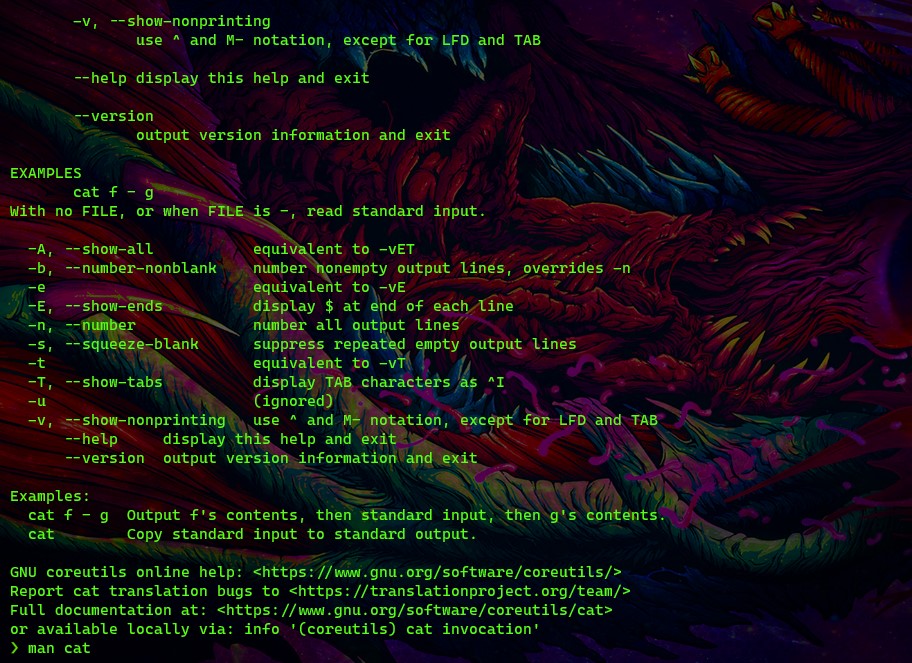 -v, --show-nonprinting
use ^ and M- notation, except for LFD and TAB
--help display this help and exit
--version
output version information and exit
EXAMPLES
cat f - g
With no FILE, or when FILE is -, read standard input.
-A, --show-all equivalent to -vET
-b, --number-nonblank number nonempty output lines, overrides -n
-e equivalent to -vE
-E, --show-ends display $ at end of each line
-n, --number number all output lines
-s, --squeeze-blank suppress repeated empty output lines
-t equivalent to -vT
-T, --show-tabs display TAB characters as ^I
-u (ignored)
-v, --show-nonprinting use ^ and M- notation, except for LFD and TAB
--help display this help and exit
--version output version information and exit
Examples:
cat f - g Output f's contents, then standard input, then g's contents.
cat Copy standard input to standard output.
GNU coreutils online help: <https://www.gnu.org/software/coreutils/>
Report cat translation bugs to <https://translationproject.org/team/>
Full documentation at: <https://www.gnu.org/software/coreutils/cat>
or available locally via: info '(coreutils) cat invocation'
❯ man cat